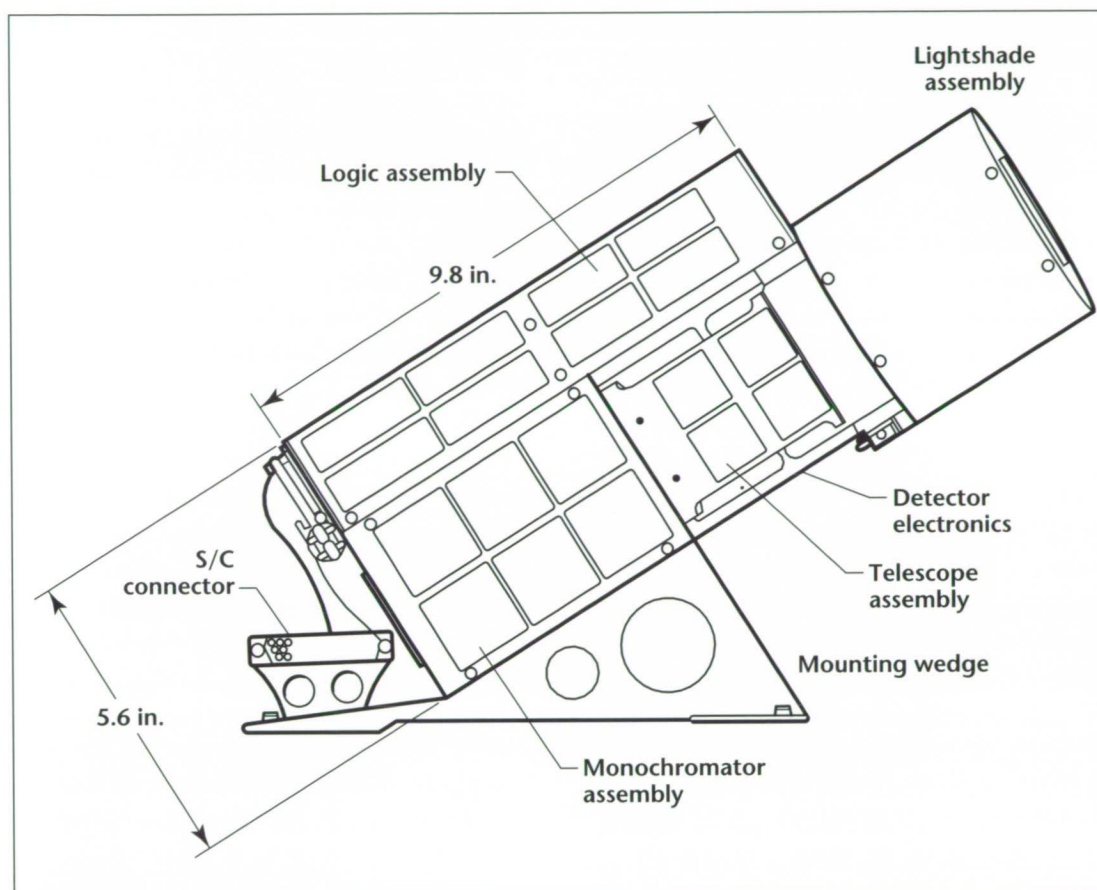 Lightshade
assembly
Logic assembly
9.8 in.
S/C
connector
Detector
electronics
Telescope
assembly
Mounting wedge
5.6 in.
Monochromator
assembly